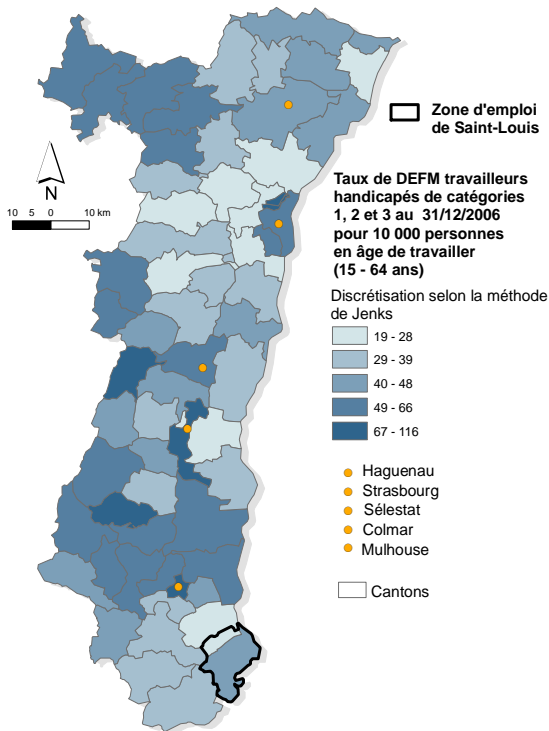 Zone d'emploi
de Saint-Louis
N
10 5 0 10 km
Taux de DEFM travailleurs
handicapés de catégories
1, 2 et 3 au 31/12/2006
pour 10 000 personnes
en âge de travailler
(15 - 64 ans)
Discrétisation selon la méthode
de Jenks
19 - 28
29 - 39
40 - 48
49 - 66
67 - 116
Haguenau
Strasbourg
Sélestat
Colmar
Mulhouse
Cantons